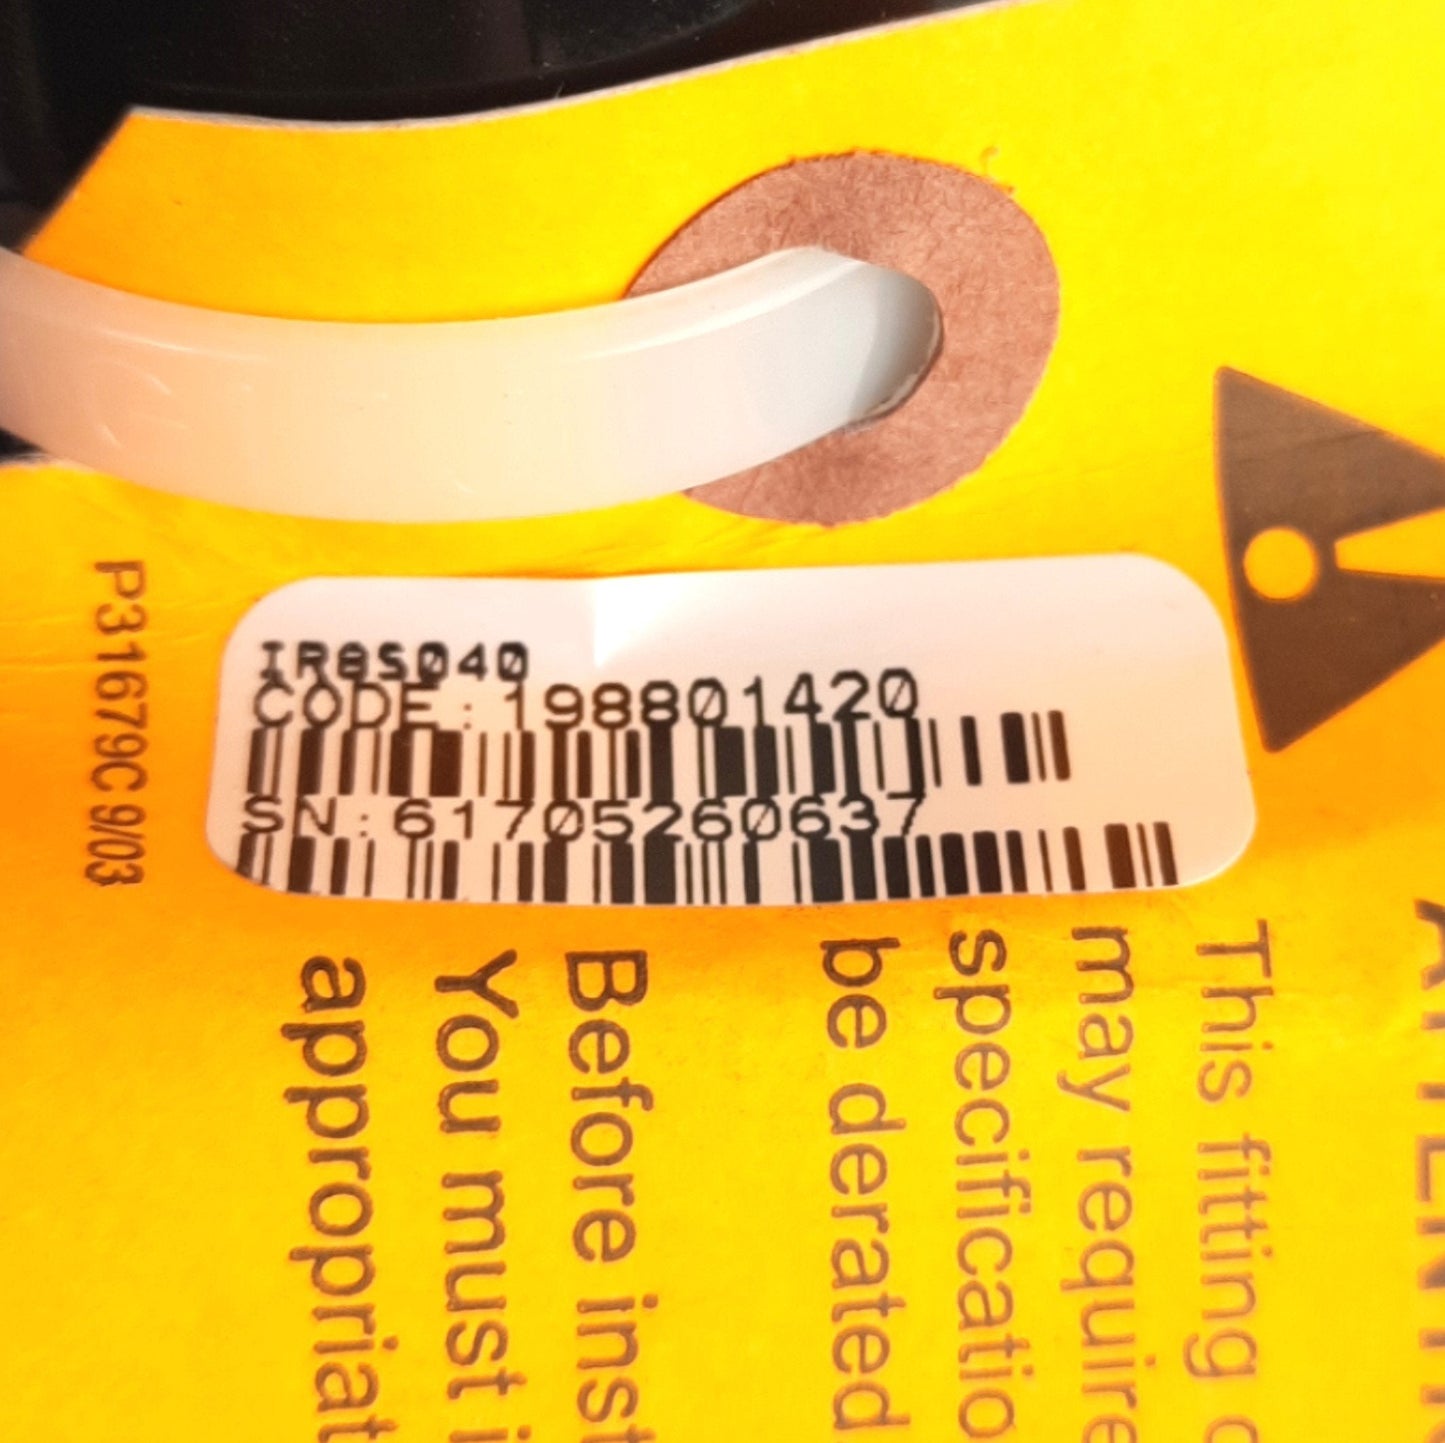 IR8S040
CODE:198801420
SN:61705260637
P31679C 9/03
This fitting
may require
specificatio
be derated
Before inst
You must i
appropriat